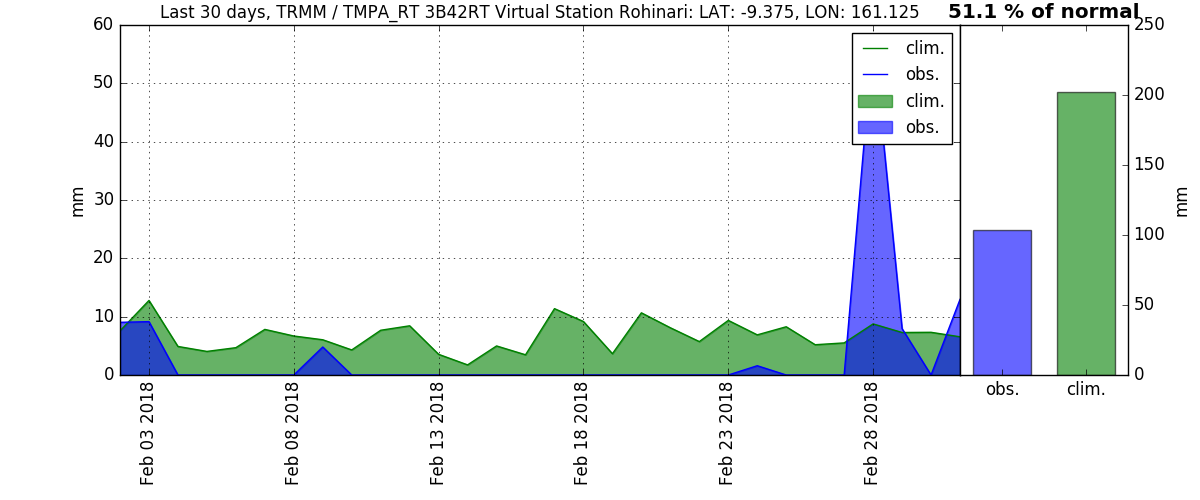 Last 30 days, TRMM / TMPA_RT 3B42RT Virtual Station Rohinari: LAT: -9.375, LON: 161.125
51.1 % of normal
60
50
40
30
20
10
0
mm
clim.
obs.
clim.
obs.
Feb 03 2018
Feb 08 2018
Feb 13 2018
Feb 18 2018
Feb 23 2018
Feb 28 2018
250
200
150
100
50
0
mm
obs.
clim.